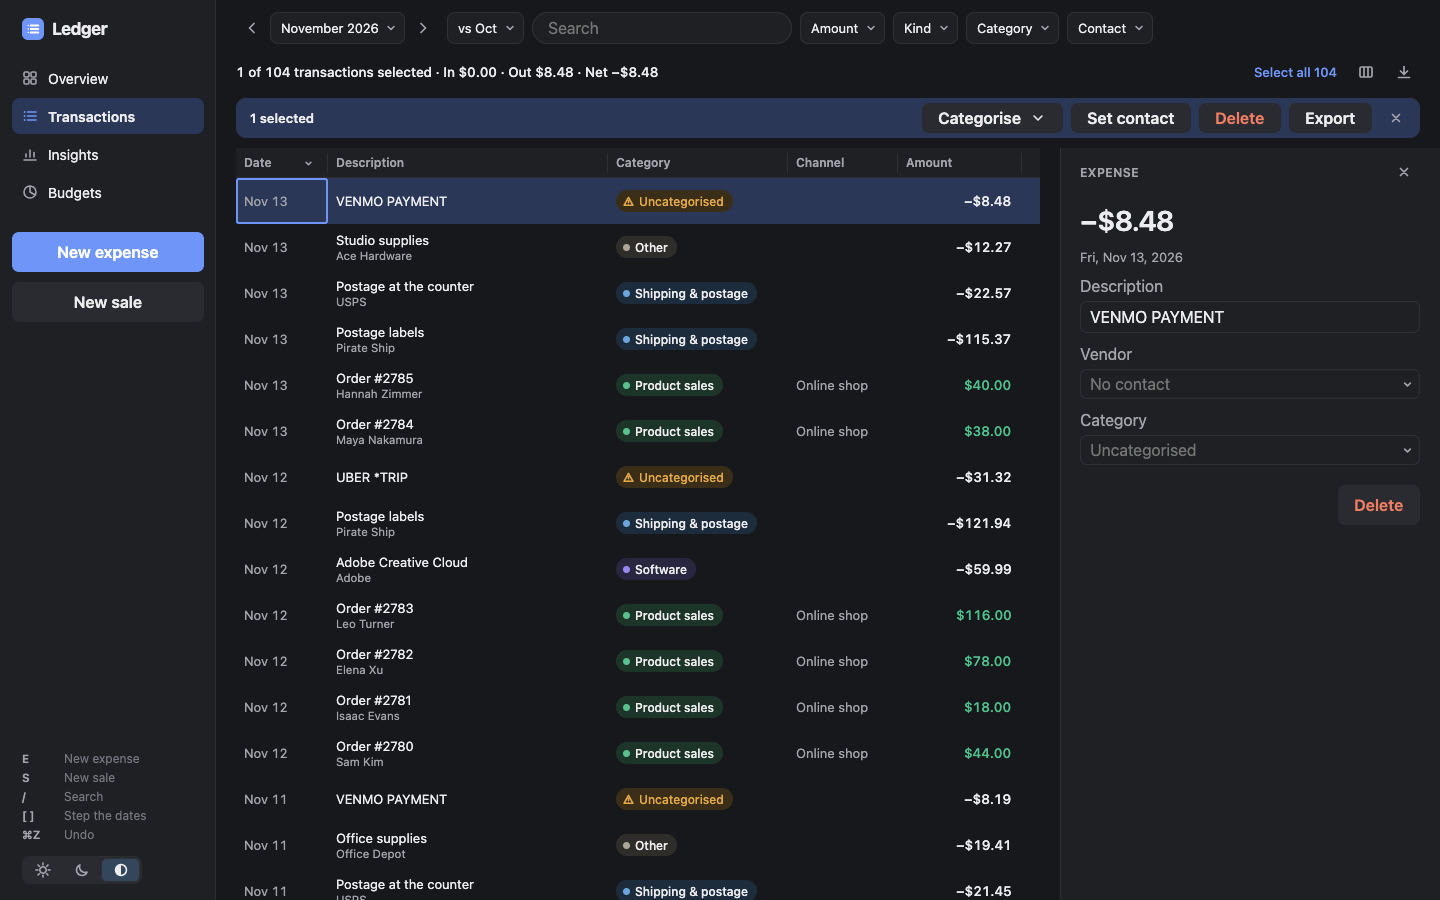 Ledger
Overview
Transactions
Insights
Budgets
New expense
New sale
E New expense
S New sale
/ Search
[ ] Step the dates
⌘Z Undo
November 2026
vs Oct
Search
Amount
Kind
Category
Contact
1 of 104 transactions selected · In $0.00 · Out $8.48 · Net −$8.48
Select all 104
1 selected
Categorise
Set contact
Delete
Export
Date Description Category Channel Amount
Nov 13 VENMO PAYMENT Uncategorised −$8.48
Nov 13 Studio supplies Other −$12.27
Ace Hardware
Nov 13 Postage at the counter Shipping & postage −$22.57
USPS
Nov 13 Postage labels Shipping & postage −$115.37
Pirate Ship
Nov 13 Order #2785 Product sales Online shop $40.00
Hannah Zimmer
Nov 13 Order #2784 Product sales Online shop $38.00
Maya Nakamura
Nov 12 UBER *TRIP Uncategorised −$31.32
Nov 12 Postage labels Shipping & postage −$121.94
Pirate Ship
Nov 12 Adobe Creative Cloud Software −$59.99
Adobe
Nov 12 Order #2783 Product sales Online shop $116.00
Leo Turner
Nov 12 Order #2782 Product sales Online shop $78.00
Elena Xu
Nov 12 Order #2781 Product sales Online shop $18.00
Isaac Evans
Nov 12 Order #2780 Product sales Online shop $44.00
Sam Kim
Nov 11 VENMO PAYMENT Uncategorised −$8.19
Nov 11 Office supplies Other −$19.41
Office Depot
Nov 11 Postage at the counter Shipping & postage −$21.45
USPS
EXPENSE
−$8.48
Fri, Nov 13, 2026
Description
VENMO PAYMENT
Vendor
No contact
Category
Uncategorised
Delete